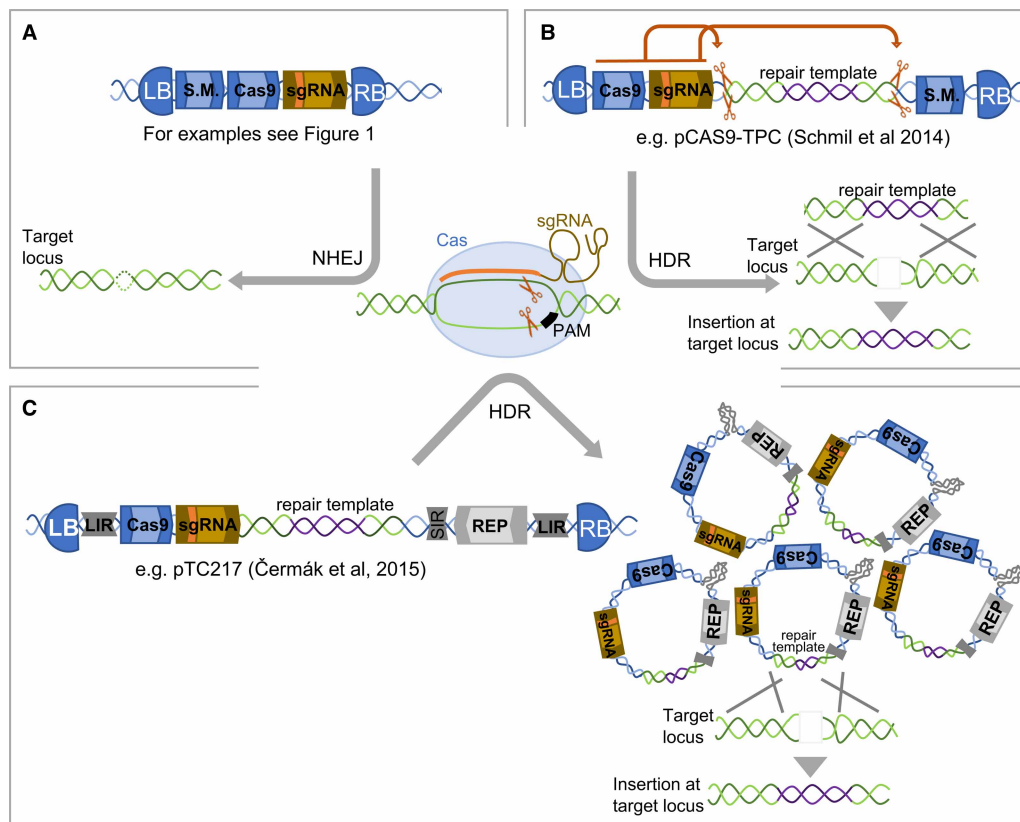 A
LB
S.M.
Cas9
sgRNA
RB
For examples see Figure 1
Target
locus
NHEJ
B
LB
Cas9
sgRNA
repair template
S.M.
RB
e.g. pCAS9-TPC (Schmil et al 2014)
HDR
repair template
Target
locus
Insertion at
target locus
sgRNA
Cas
PAM
C
HDR
LB
LIR
Cas9
sgRNA
repair template
SIR
REP
LIR
RB
e.g. pTC217 (Čermák et al, 2015)
Cas9
REP
sgRNA
sgRNA
Cas9
REP
Cas9
sgRNA
REP
Cas9
sgRNA
REP
repair
template
Cas9
sgRNA
REP
Target
locus
Insertion at
target locus